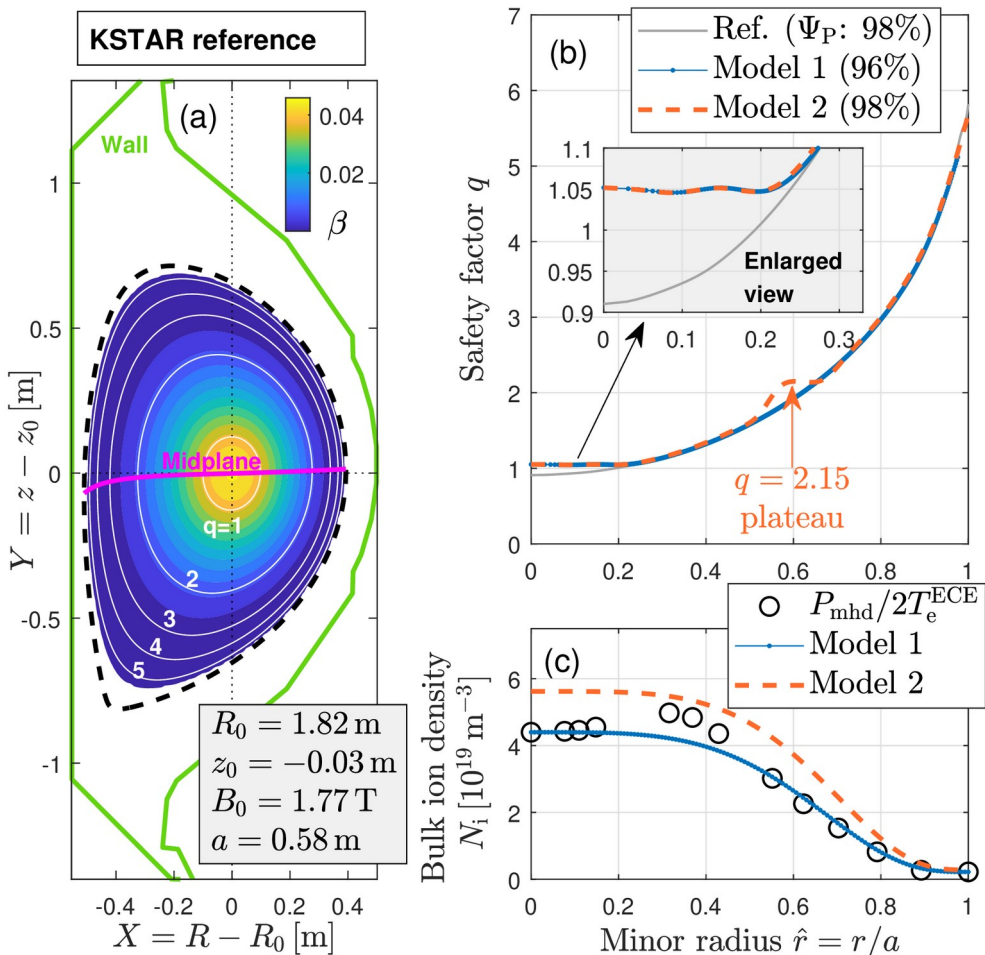 KSTAR reference
(a)
Wall
0.04
0.02
β
1
0.5
0
-0.5
-1
Y = z − z₀ [m]
Midplane
q=1
2
3
4
5
R₀ = 1.82 m
z₀ = −0.03 m
B₀ = 1.77 T
a = 0.58 m
-0.4 -0.2 0 0.2 0.4
X = R − R₀ [m]
(b)
Ref. (Ψ_P: 98%)
Model 1 (96%)
Model 2 (98%)
7
6
5
4
3
2
1
0
Safety factor q
1.1
1.05
1
0.95
0.9
0 0.1 0.2 0.3
Enlarged
view
q = 2.15
plateau
0 0.2 0.4 0.6 0.8 1
(c)
P_mhd/2T_e^ECE
Model 1
Model 2
6
4
2
0
Bulk ion density
N_i [10¹⁹ m⁻³]
0 0.2 0.4 0.6 0.8 1
Minor radius r̂ = r/a